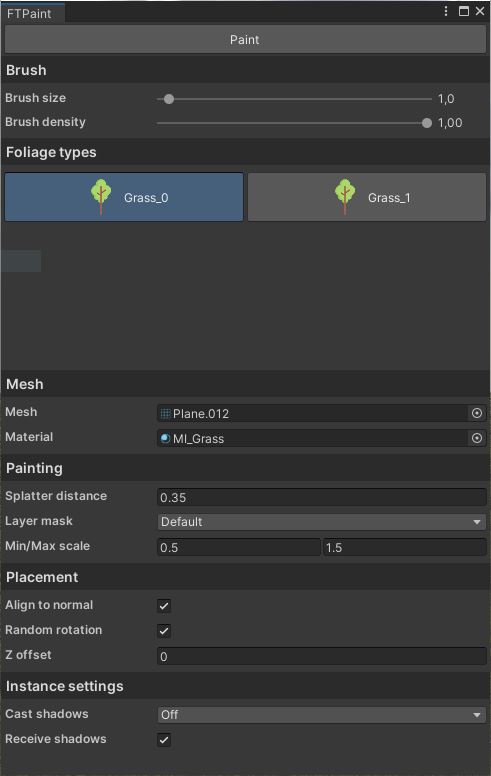 FTPaint
Paint
Brush
Brush size 1,0
Brush density 1,00
Foliage types
Grass_0 Grass_1
Mesh
Mesh Plane.012
Material MI_Grass
Painting
Splatter distance 0.35
Layer mask Default
Min/Max scale 0.5 1.5
Placement
Align to normal
Random rotation
Z offset 0
Instance settings
Cast shadows Off
Receive shadows